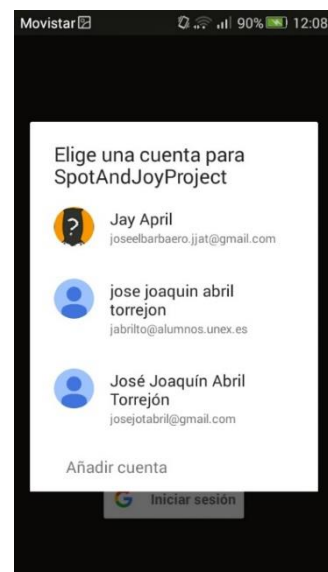 Movistar 90% 12:08
Elige una cuenta para
SpotAndJoyProject
?
Jay April
joseelbarbaero.jjat@gmail.com
jose joaquin abril
torrejon
jabrilto@alumnos.unex.es
José Joaquín Abril
Torrejón
josejotabril@gmail.com
Añadir cuenta
G Iniciar sesión